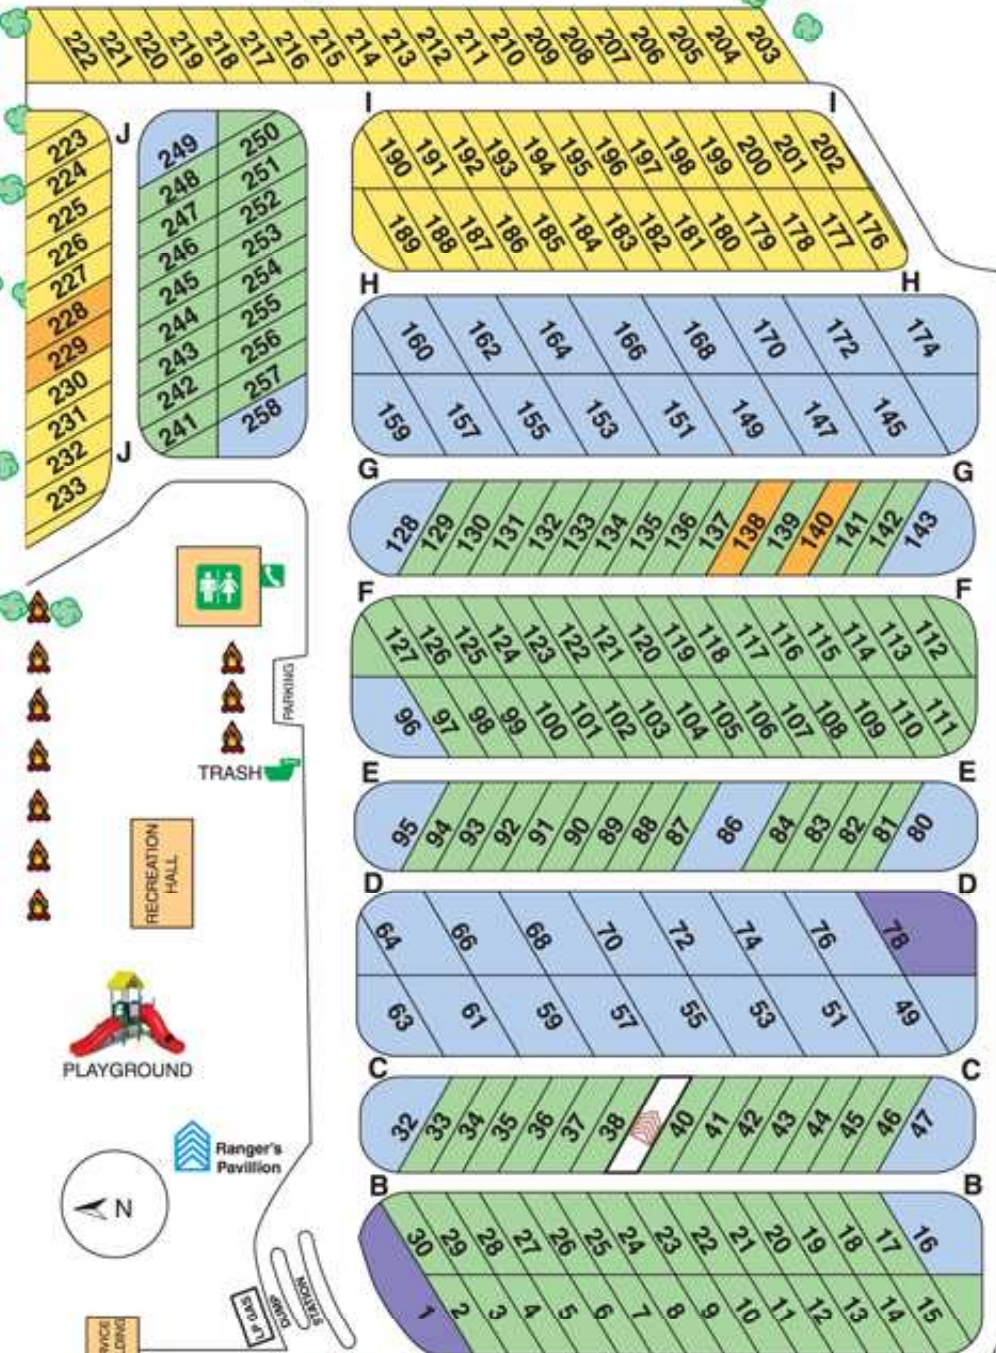 222 221 220 219 218 217 216 215 214 213 212 211 210 209 208 207 206 205 204 203
I I
190 191 192 193 194 195 196 197 198 199 200 201 202
189 188 187 186 185 184 183 182 181 180 179 178 177 176
J
223
224
225
226
227
228
229
230
231
232
233
J
249 250
248 251
247 252
246 253
245 254
244 255
243 256
242 257
241 258
H H
160 162 164 166 168 170 172 174
159 157 155 153 151 149 147 145
G G
128 129 130 131 132 133 134 135 136 137 138 139 140 141 142 143
F F
127 126 125 124 123 122 121 120 119 118 117 116 115 114 113 112
96 97 98 99 100 101 102 103 104 105 106 107 108 109 110 111
PARKING
TRASH
E E
95 94 93 92 91 90 89 88 87 86 84 83 82 81 80
RECREATION
HALL
D D
64 66 68 70 72 74 76 78
63 61 59 57 55 53 51 49
PLAYGROUND
C C
32 33 34 35 36 37 38 40 41 42 43 44 45 46 47
Ranger's
Pavillion
N
B B
30 29 28 27 26 25 24 23 22 21 20 19 18 17 16
1 2 3 4 5 6 7 8 9 10 11 12 13 14 15
LP GAS
DUMP
STATION